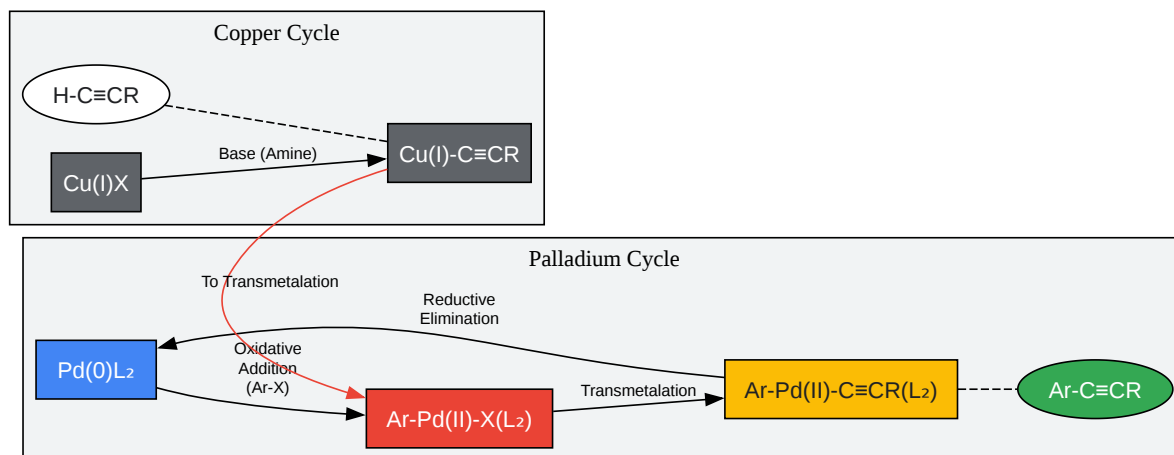 Copper Cycle
H-C≡CR
Base (Amine)
Cu(I)-C≡CR
Cu(I)X
Palladium Cycle
To Transmetalation
Reductive
Elimination
Oxidative
Addition
(Ar-X)
Pd(0)L₂
Transmetalation
Ar-Pd(II)-X(L₂)
Ar-Pd(II)-C≡CR(L₂)
Ar-C≡CR